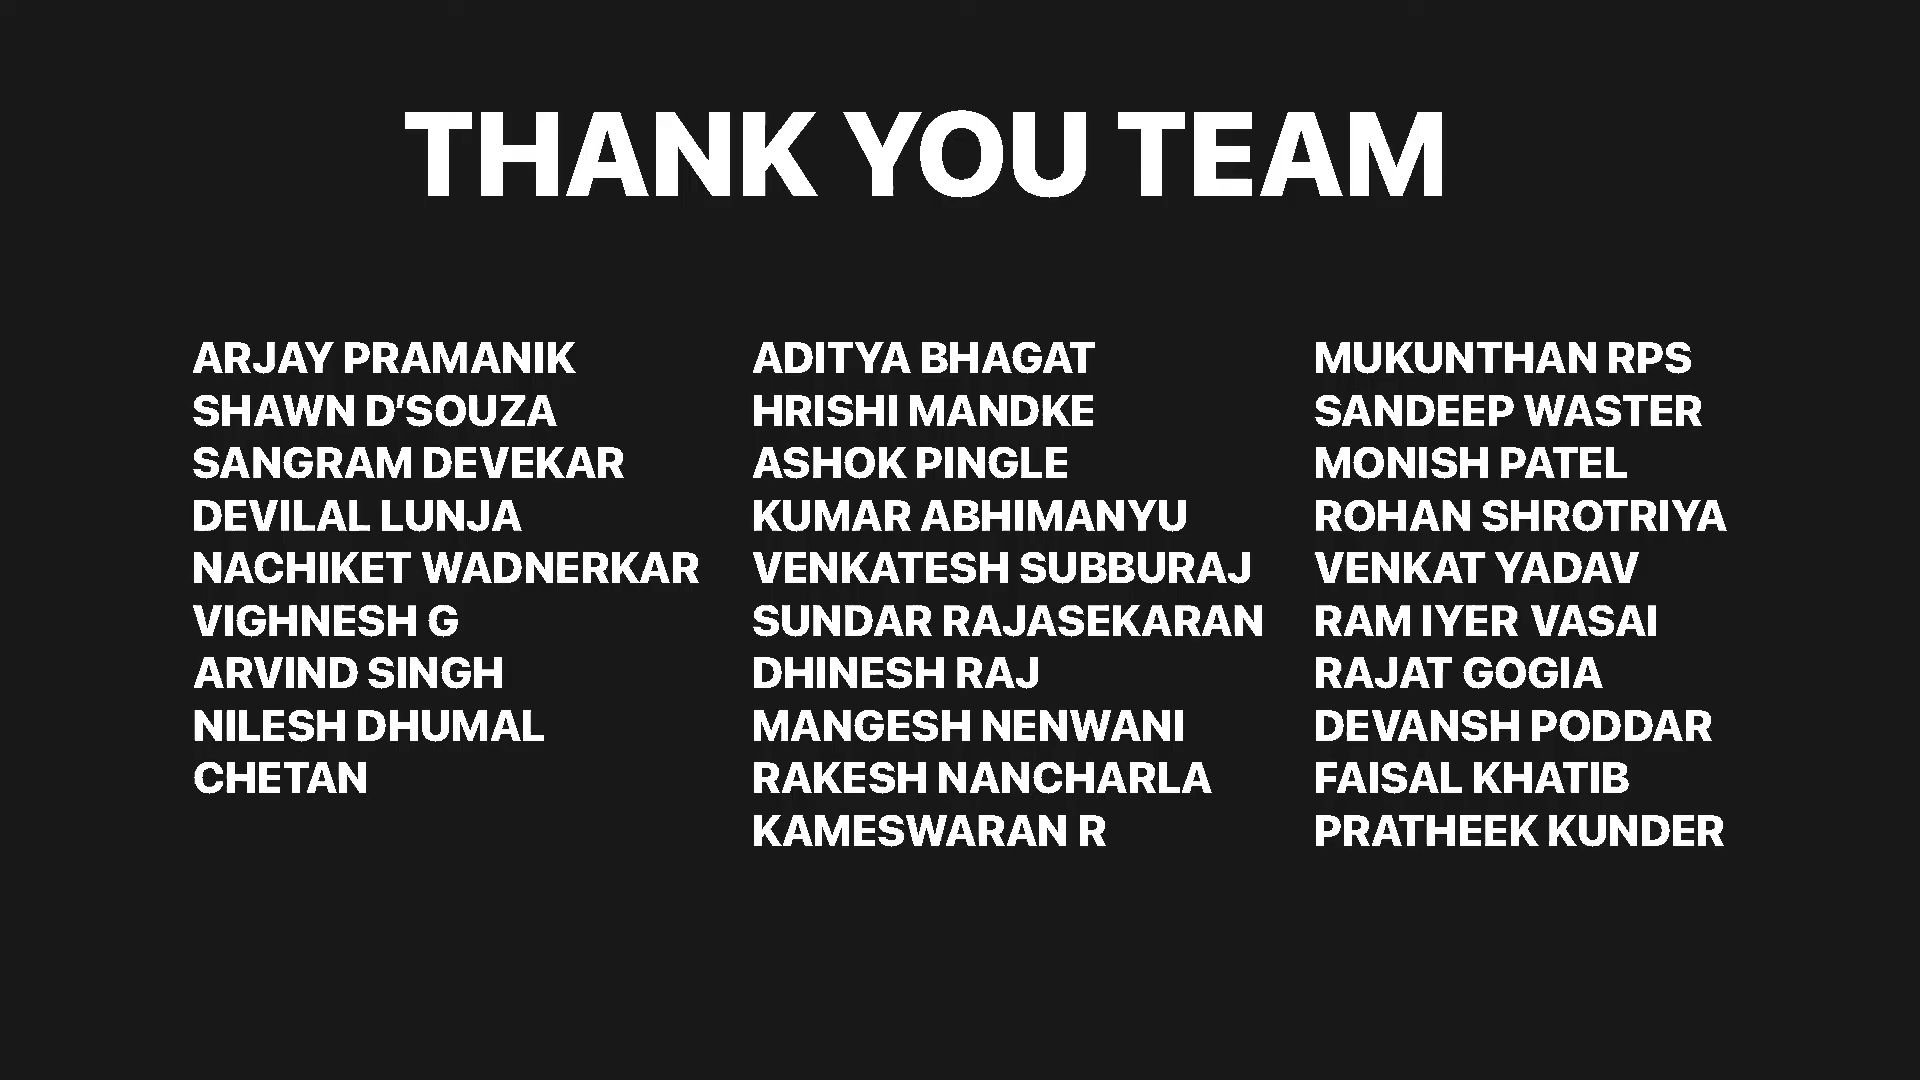 THANK YOU TEAM
ARJAY PRAMANIK
SHAWN D'SOUZA
SANGRAM DEVEKAR
DEVILAL LUNJA
NACHIKET WADNERKAR
VIGHNESH G
ARVIND SINGH
NILESH DHUMAL
CHETAN
ADITYA BHAGAT
HRISHI MANDKE
ASHOK PINGLE
KUMAR ABHIMANYU
VENKATESH SUBBURAJ
SUNDAR RAJASEKARAN
DHINESH RAJ
MANGESH NENWANI
RAKESH NANCHARLA
KAMESWARAN R
MUKUNTHAN RPS
SANDEEP WASTER
MONISH PATEL
ROHAN SHROTRIYA
VENKAT YADAV
RAM IYER VASAI
RAJAT GOGIA
DEVANSH PODDAR
FAISAL KHATIB
PRATHEEK KUNDER